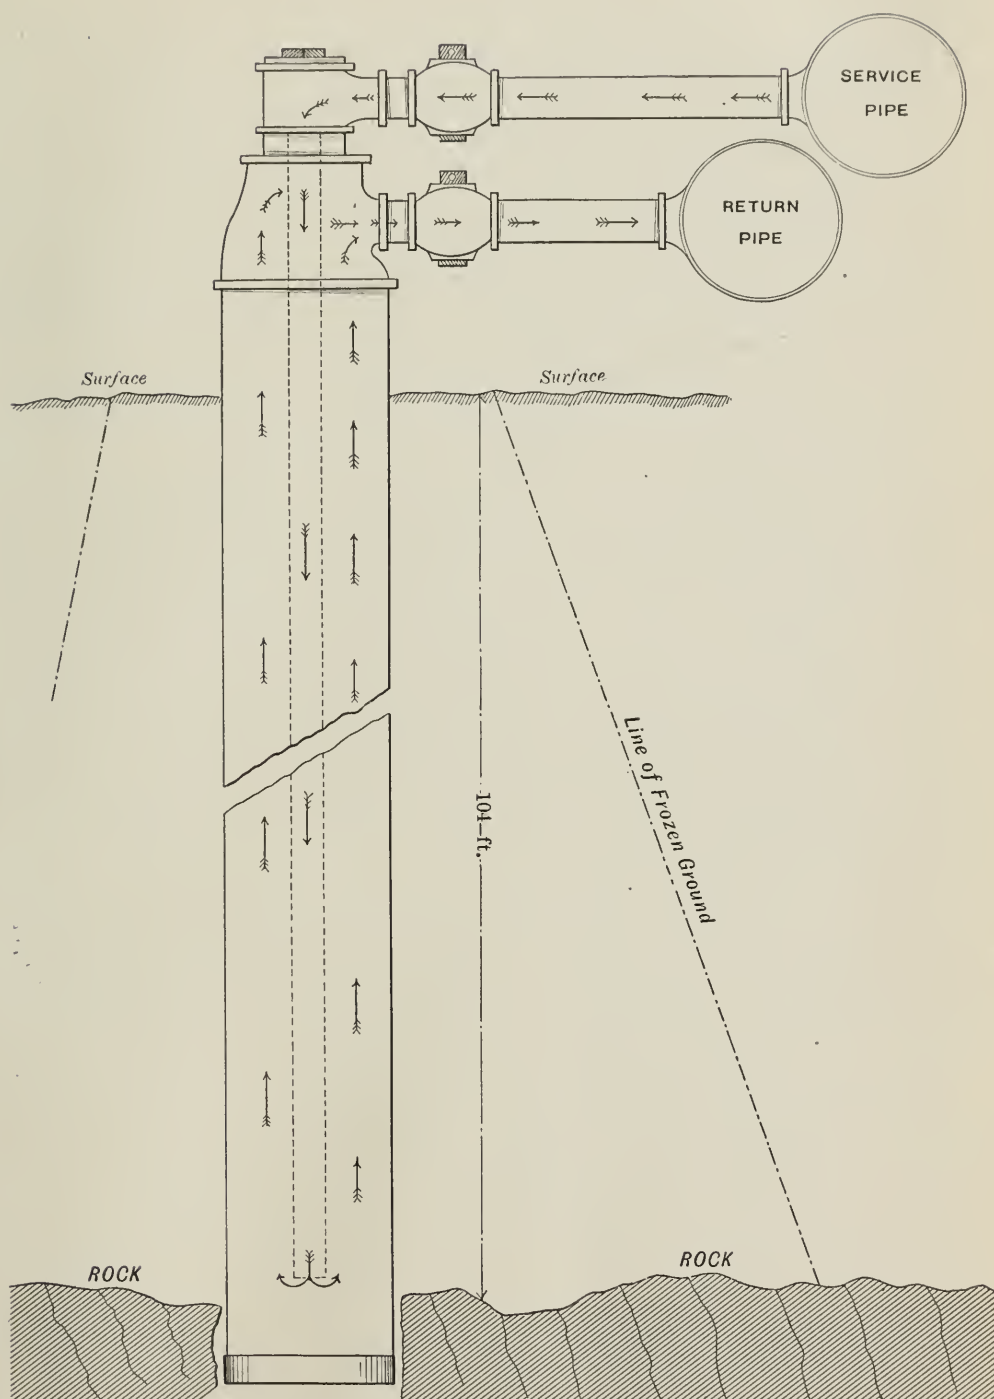 SERVICE
PIPE
RETURN
PIPE
Surface
Surface
104-ft.
Line of Frozen Ground
ROCK
ROCK